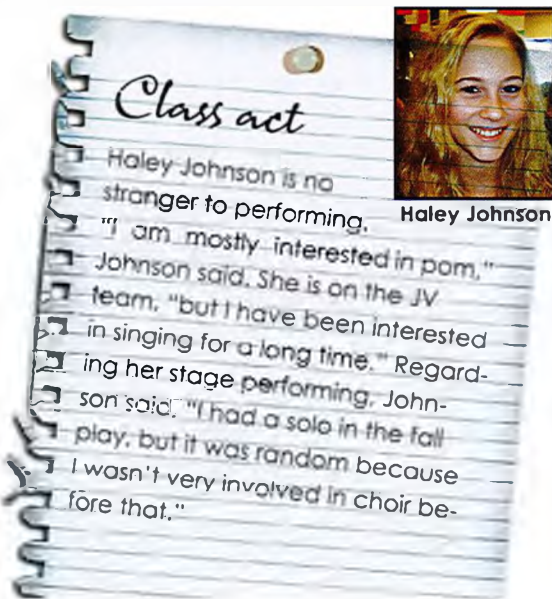 Class act
Haley Johnson is no
stranger to performing.
"I am mostly interested in pom,"
Johnson said. She is on the JV
team, "but I have been interested
in singing for a long time." Regard-
ing her stage performing, John-
son said, "I had a solo in the fall
play, but it was random because
I wasn't very involved in choir be-
fore that."
Haley Johnson